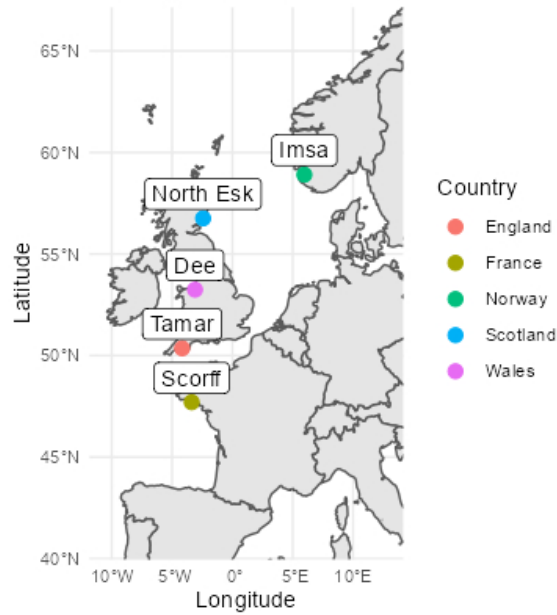 65°N
60°N
55°N
50°N
45°N
40°N
Latitude
Imsa
North Esk
Dee
Tamar
Scorff
10°W 5°W 0° 5°E 10°E
Longitude
Country
England
France
Norway
Scotland
Wales